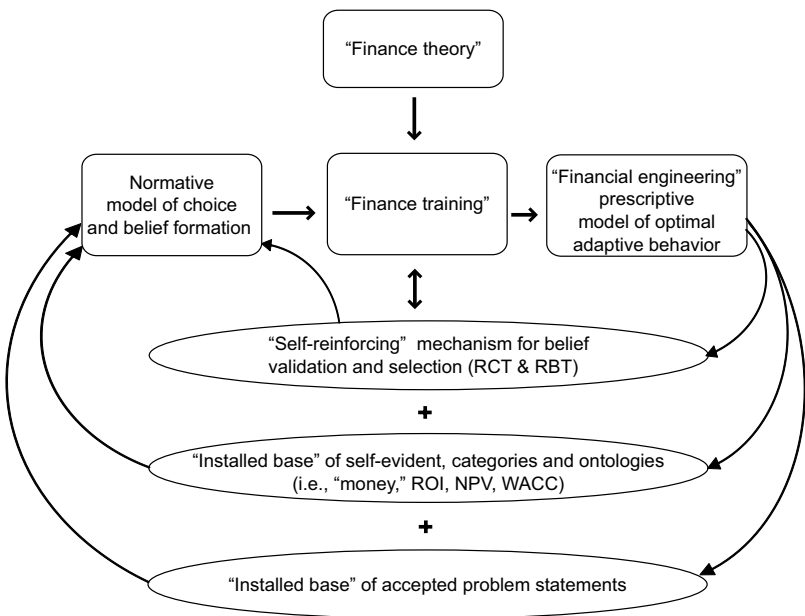 “Finance theory”
Normative
model of choice
and belief formation
“Finance training”
“Financial engineering”
prescriptive
model of optimal
adaptive behavior
“Self-reinforcing” mechanism for belief
validation and selection (RCT & RBT)
+
“Installed base” of self-evident, categories and ontologies
(i.e., “money,” ROI, NPV, WACC)
+
“Installed base” of accepted problem statements